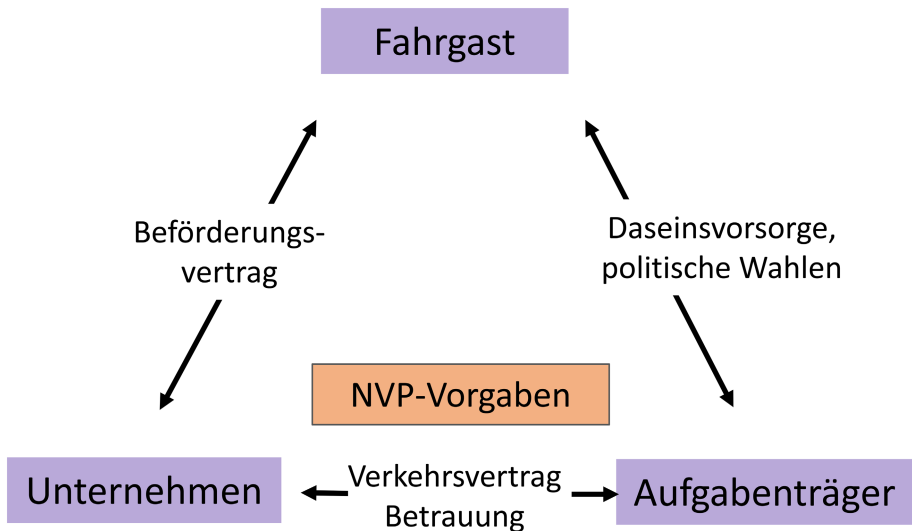 Fahrgast
Beförderungs-
vertrag
Daseinsvorsorge,
politische Wahlen
NVP-Vorgaben
Unternehmen
Verkehrsvertrag
Betrauung
Aufgabenträger